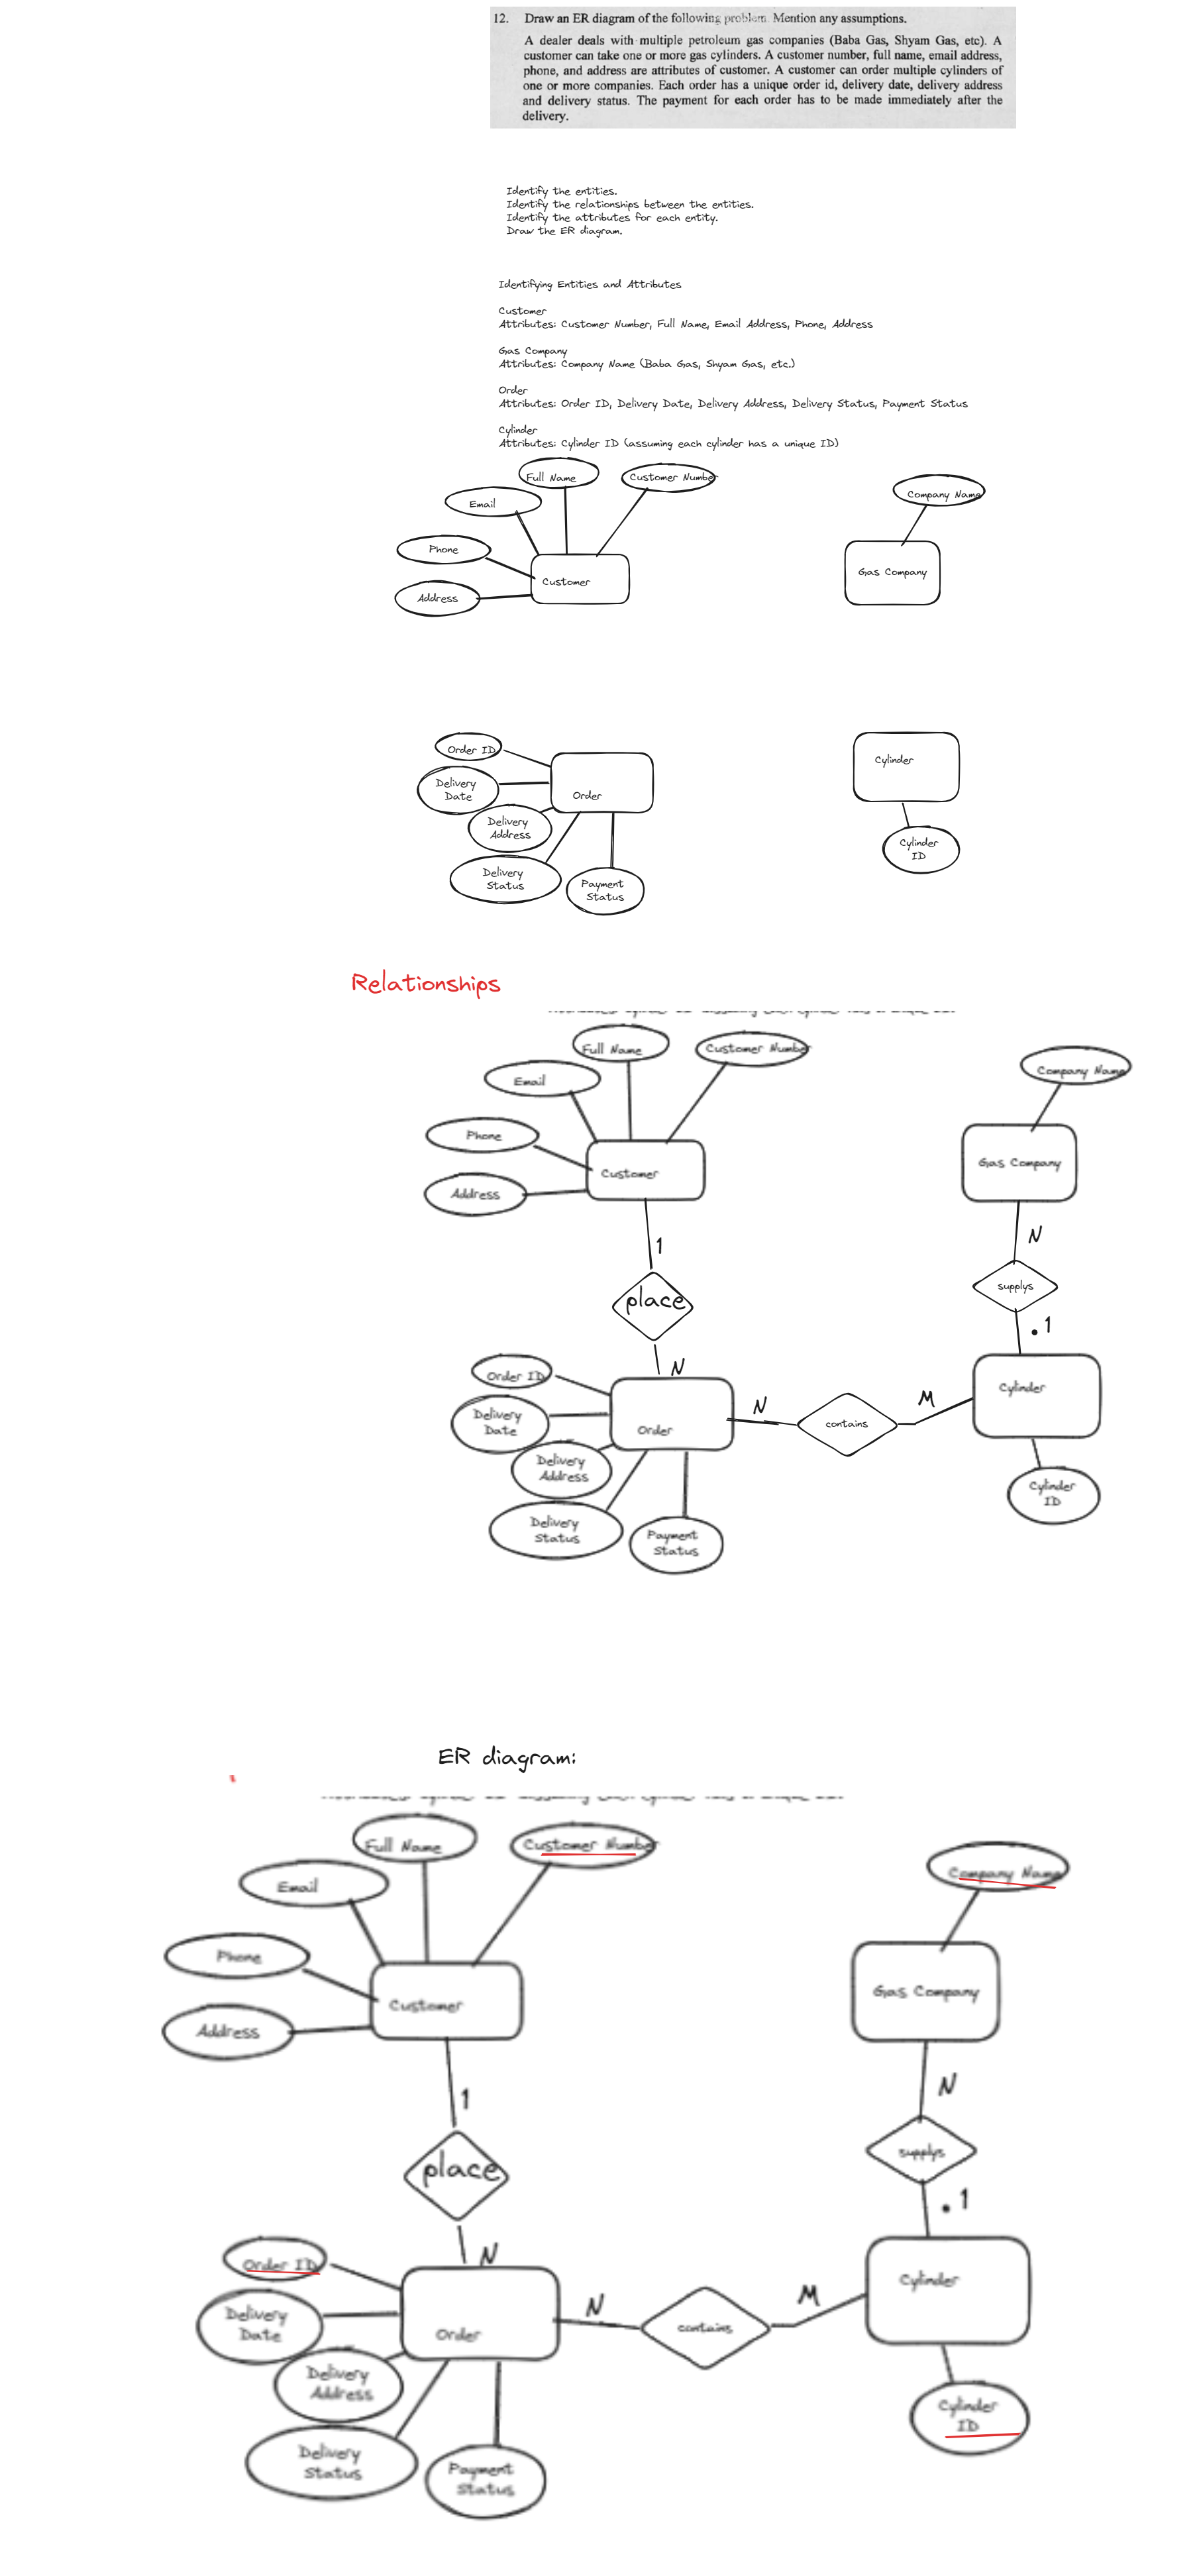 12. Draw an ER diagram of the following problem. Mention any assumptions.
A dealer deals with multiple petroleum gas companies (Baba Gas, Shyam Gas, etc). A
customer can take one or more gas cylinders. A customer number, full name, email address,
phone, and address are attributes of customer. A customer can order multiple cylinders of
one or more companies. Each order has a unique order id, delivery date, delivery address
and delivery status. The payment for each order has to be made immediately after the
delivery.
Identify the entities.
Identify the relationships between the entities.
Identify the attributes for each entity.
Draw the ER diagram.
Identifying Entities and Attributes
Customer
Attributes: Customer Number, Full Name, Email Address, Phone, Address
Gas Company
Attributes: Company Name (Baba Gas, Shyam Gas, etc.)
Order
Attributes: Order ID, Delivery Date, Delivery Address, Delivery Status, Payment Status
Cylinder
Attributes: Cylinder ID (assuming each cylinder has a unique ID)
Full Name
Customer Number
Email
Company Name
Phone
Customer
Gas Company
Address
Order ID
Cylinder
Delivery
Date
Order
Delivery
Address
Cylinder
ID
Delivery
Status
Payment
Status
Relationships
Full Name
Customer Number
Email
Company Name
Phone
Customer
Gas Company
Address
1
N
place
supplys
1
N
Order ID
Cylinder
Delivery
Date
Order
N
contains
M
Delivery
Address
Cylinder
ID
Delivery
Status
Payment
Status
ER diagram:
Full Name
Customer Number
Email
Company Name
Phone
Customer
Gas Company
Address
1
N
place
supplys
1
N
Order ID
Cylinder
Delivery
Date
Order
N
contains
M
Delivery
Address
Cylinder
ID
Delivery
Status
Payment
Status